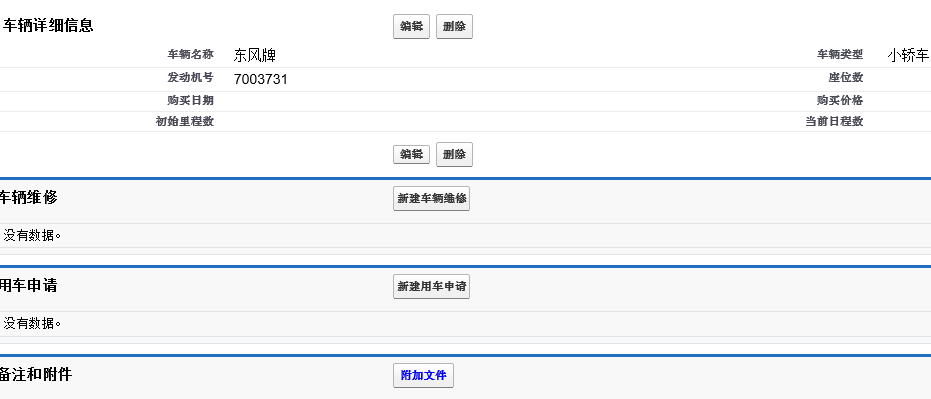 车辆详细信息 编辑 删除
车辆名称 东风牌 车辆类型 小轿车
发动机号 7003731 座位数
购买日期 购买价格
初始里程数 当前日程数
编辑 删除
车辆维修 新建车辆维修
没有数据。
用车申请 新建用车申请
没有数据。
备注和附件 附加文件